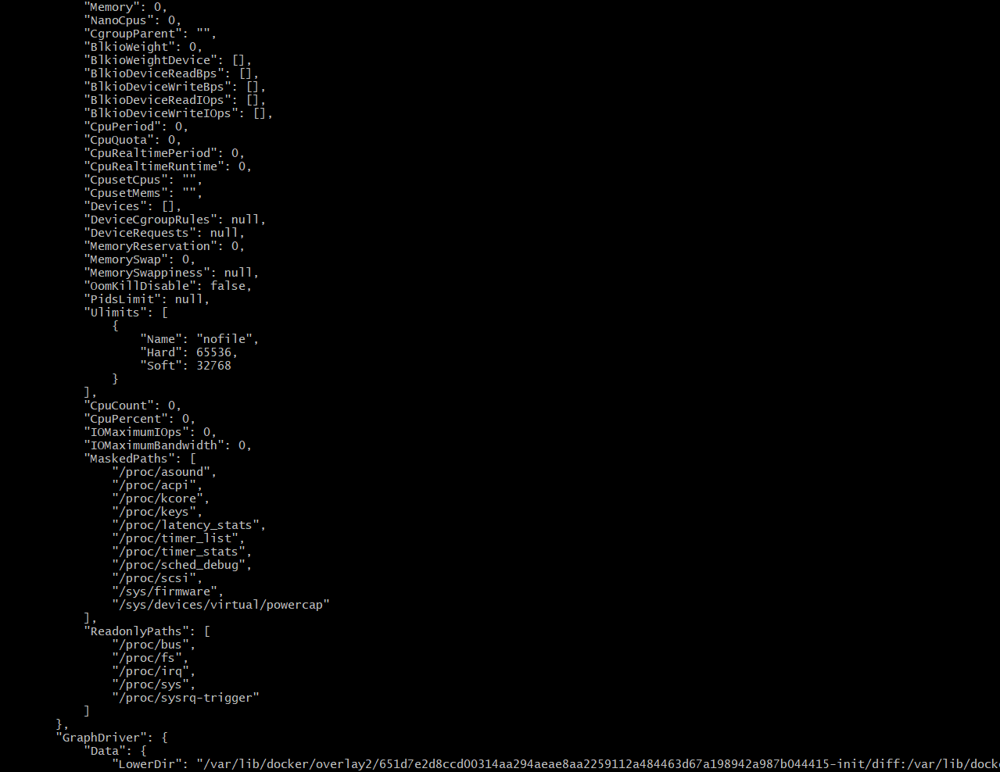 "Memory": 0,
"NanoCpus": 0,
"CgroupParent": "",
"BlkioWeight": 0,
"BlkioWeightDevice": [],
"BlkioDeviceReadBps": [],
"BlkioDeviceWriteBps": [],
"BlkioDeviceReadIOps": [],
"BlkioDeviceWriteIOps": [],
"CpuPeriod": 0,
"CpuQuota": 0,
"CpuRealtimePeriod": 0,
"CpuRealtimeRuntime": 0,
"CpusetCpus": "",
"CpusetMems": "",
"Devices": [],
"DeviceCgroupRules": null,
"DeviceRequests": null,
"MemoryReservation": 0,
"MemorySwap": 0,
"MemorySwappiness": null,
"OomKillDisable": false,
"PidsLimit": null,
"Ulimits": [
{
"Name": "nofile",
"Hard": 65536,
"Soft": 32768
}
],
"CpuCount": 0,
"CpuPercent": 0,
"IOMaximumIOps": 0,
"IOMaximumBandwidth": 0,
"MaskedPaths": [
"/proc/asound",
"/proc/acpi",
"/proc/kcore",
"/proc/keys",
"/proc/latency_stats",
"/proc/timer_list",
"/proc/timer_stats",
"/proc/sched_debug",
"/proc/scsi",
"/sys/firmware",
"/sys/devices/virtual/powercap"
],
"ReadonlyPaths": [
"/proc/bus",
"/proc/fs",
"/proc/irq",
"/proc/sys",
"/proc/sysrq-trigger"
]
},
"GraphDriver": {
"Data": {
"LowerDir": "/var/lib/docker/overlay2/651d7e2d8ccd00314aa294aeae8aa2259112a484463d67a198942a987b044415-init/diff:/var/lib/dock